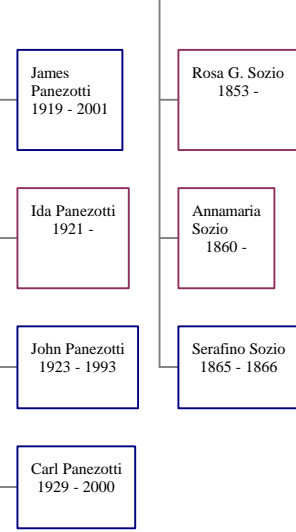 James
Panezotti
1919 - 2001
Ida Panezotti
1921 -
John Panezotti
1923 - 1993
Carl Panezotti
1929 - 2000
Rosa G. Sozio
1853 -
Annamaria
Sozio
1860 -
Serafino Sozio
1865 - 1866